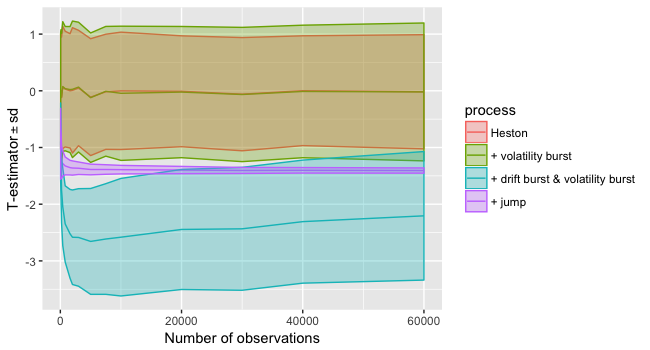 T-estimator ± sd
1
0
-1
-2
-3
0
20000
40000
60000
Number of observations
process
Heston
+ volatility burst
+ drift burst & volatility burst
+ jump